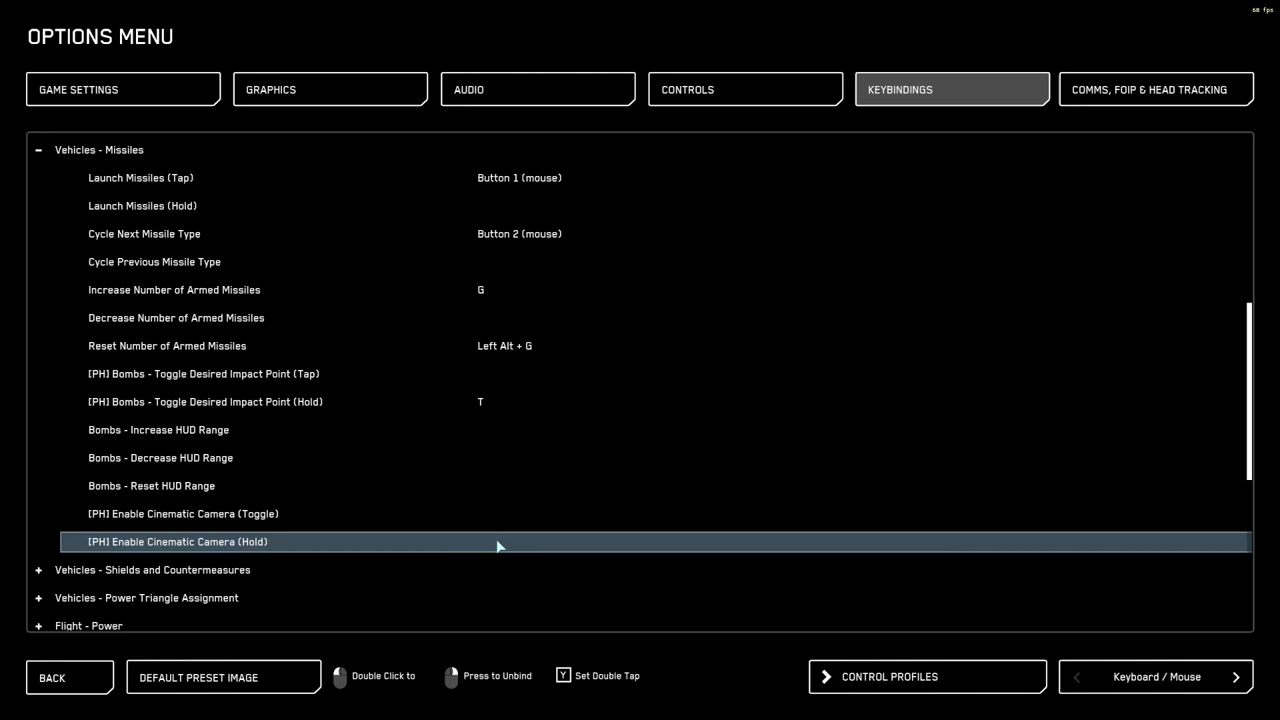 60 fps
OPTIONS MENU
GAME SETTINGS
GRAPHICS
AUDIO
CONTROLS
KEYBINDINGS
COMMS, FOIP & HEAD TRACKING
− Vehicles - Missiles
Launch Missiles (Tap) Button 1 (mouse)
Launch Missiles (Hold)
Cycle Next Missile Type Button 2 (mouse)
Cycle Previous Missile Type
Increase Number of Armed Missiles G
Decrease Number of Armed Missiles
Reset Number of Armed Missiles Left Alt + G
[PH] Bombs - Toggle Desired Impact Point (Tap)
[PH] Bombs - Toggle Desired Impact Point (Hold) T
Bombs - Increase HUD Range
Bombs - Decrease HUD Range
Bombs - Reset HUD Range
[PH] Enable Cinematic Camera (Toggle)
[PH] Enable Cinematic Camera (Hold)
+ Vehicles - Shields and Countermeasures
+ Vehicles - Power Triangle Assignment
+ Flight - Power
BACK
DEFAULT PRESET IMAGE
Double Click to
Press to Unbind
Y Set Double Tap
CONTROL PROFILES
Keyboard / Mouse